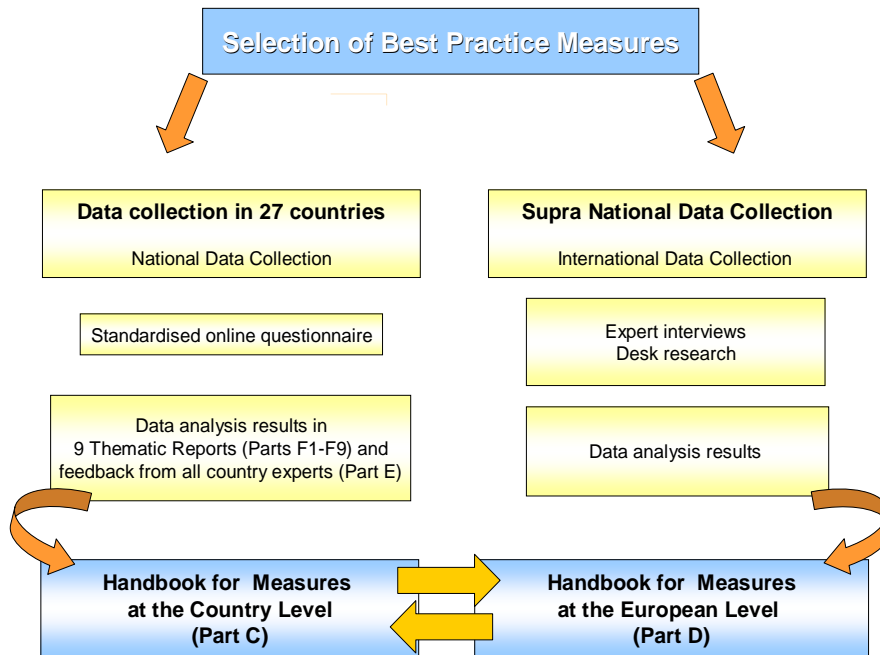 Selection of Best Practice Measures
Data collection in 27 countries
National Data Collection
Standardised online questionnaire
Data analysis results in
9 Thematic Reports (Parts F1-F9) and
feedback from all country experts (Part E)
Handbook for Measures
at the Country Level
(Part C)
Supra National Data Collection
International Data Collection
Expert interviews
Desk research
Data analysis results
Handbook for Measures
at the European Level
(Part D)